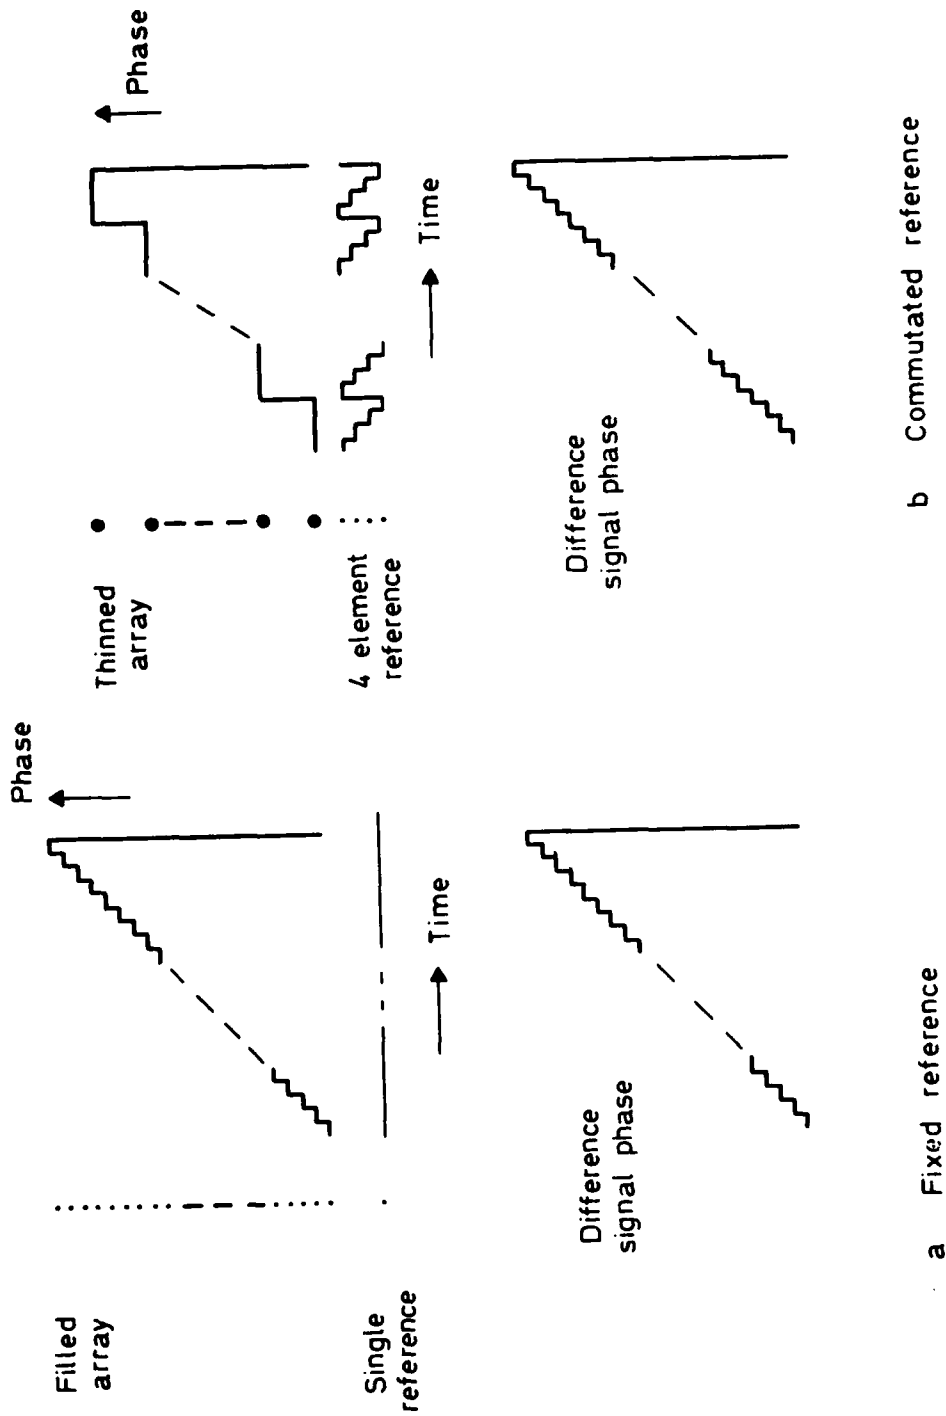 Filled
array
Phase
Single
reference
Time
Difference
signal phase
a Fixed reference
Thinned
array
Phase
4 element
reference
Time
Difference
signal phase
b Commutated reference